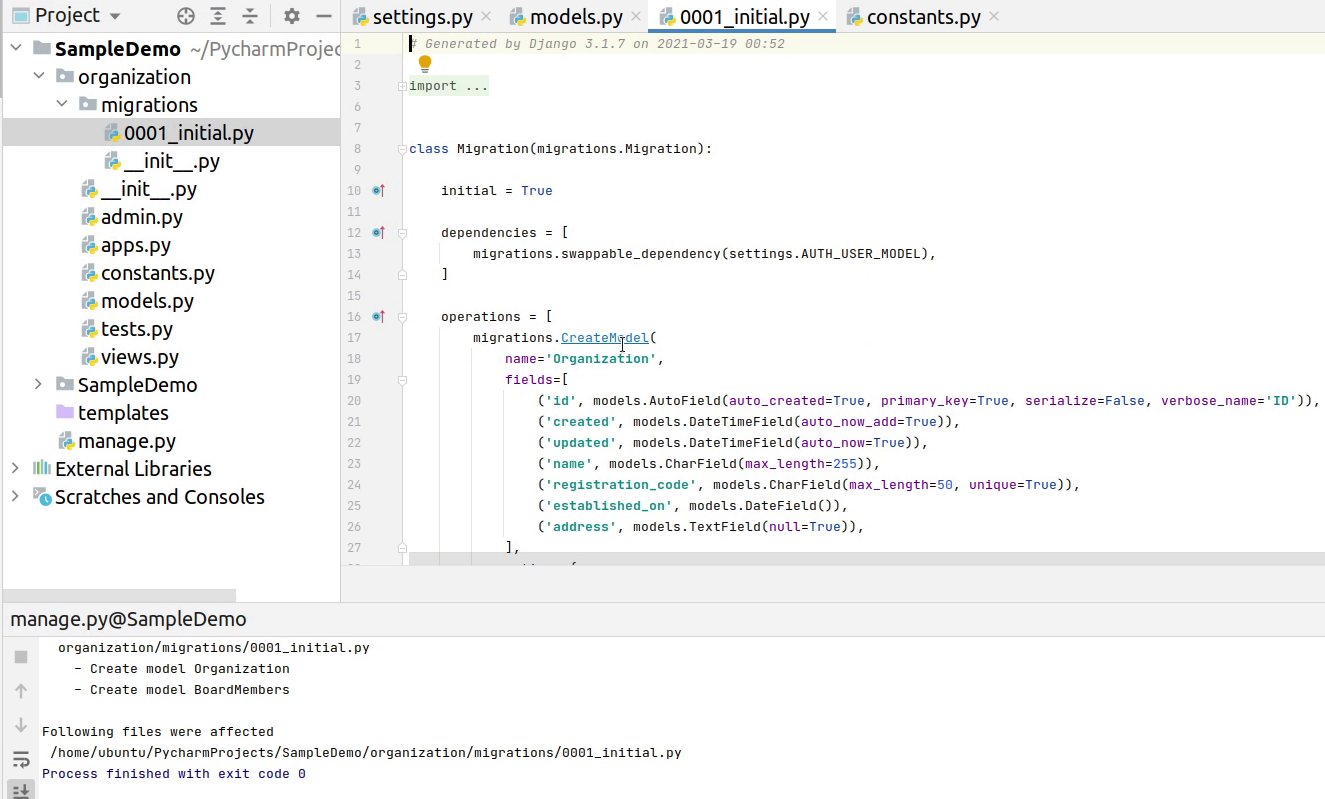 Project
SampleDemo ~/PycharmProjec
organization
migrations
0001_initial.py
__init__.py
__init__.py
admin.py
apps.py
constants.py
models.py
tests.py
views.py
SampleDemo
templates
manage.py
External Libraries
Scratches and Consoles
settings.py models.py 0001_initial.py constants.py
1 # Generated by Django 3.1.7 on 2021-03-19 00:52
2
3 import ...
6
7
8 class Migration(migrations.Migration):
9
10 initial = True
11
12 dependencies = [
13 migrations.swappable_dependency(settings.AUTH_USER_MODEL),
14 ]
15
16 operations = [
17 migrations.CreateModel(
18 name='Organization',
19 fields=[
20 ('id', models.AutoField(auto_created=True, primary_key=True, serialize=False, verbose_name='ID')),
21 ('created', models.DateTimeField(auto_now_add=True)),
22 ('updated', models.DateTimeField(auto_now=True)),
23 ('name', models.CharField(max_length=255)),
24 ('registration_code', models.CharField(max_length=50, unique=True)),
25 ('established_on', models.DateField()),
26 ('address', models.TextField(null=True)),
27 ],
manage.py@SampleDemo
organization/migrations/0001_initial.py
- Create model Organization
- Create model BoardMembers
Following files were affected
/home/ubuntu/PycharmProjects/SampleDemo/organization/migrations/0001_initial.py
Process finished with exit code 0